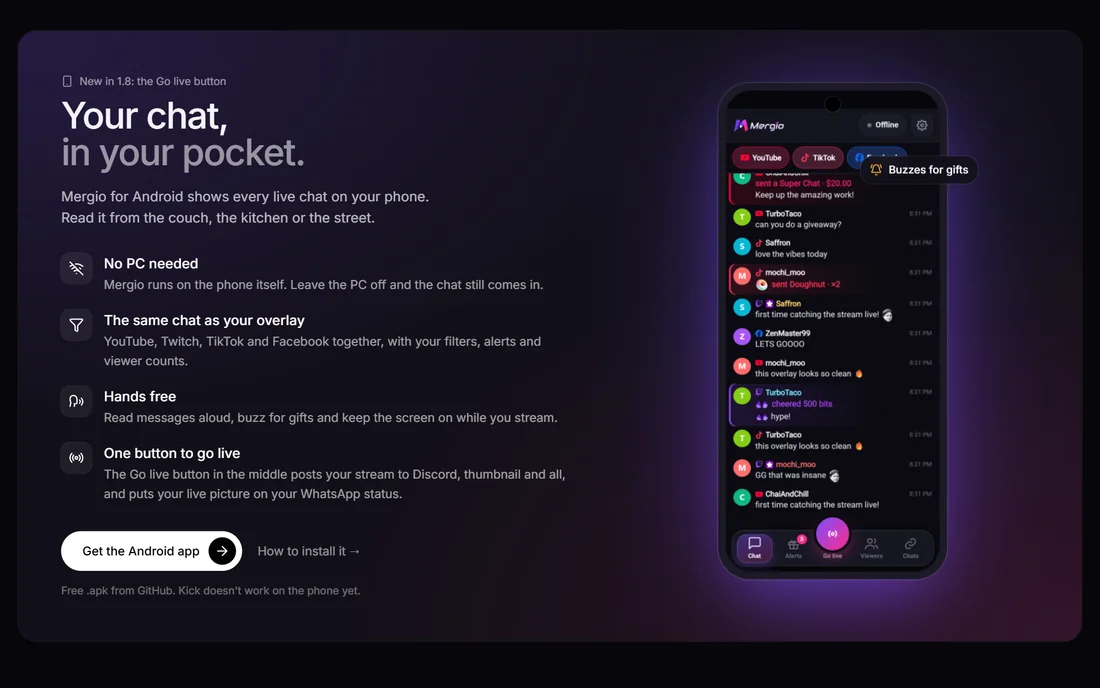 New in 1.8: the Go live button
Your chat,
in your pocket.
Mergio for Android shows every live chat on your phone.
Read it from the couch, the kitchen or the street.
No PC needed
Mergio runs on the phone itself. Leave the PC off and the chat still comes in.
The same chat as your overlay
YouTube, Twitch, TikTok and Facebook together, with your filters, alerts and
viewer counts.
Hands free
Read messages aloud, buzz for gifts and keep the screen on while you stream.
One button to go live
The Go live button in the middle posts your stream to Discord, thumbnail and all,
and puts your live picture on your WhatsApp status.
Get the Android app
How to install it →
Free .apk from GitHub. Kick doesn't work on the phone yet.
Mergio
Offline
YouTube
TikTok
Buzzes for gifts
sent a Super Chat · $20.00
Keep up the amazing work!
T TurboTaco 8:31 PM
can you do a giveaway?
S Saffron 8:31 PM
love the vibes today
M mochi_moo 8:31 PM
sent Doughnut · ×2
S Saffron 8:31 PM
first time catching the stream live!
Z ZenMaster99 8:31 PM
LETS GOOOO
M mochi_moo 8:31 PM
this overlay looks so clean
T TurboTaco 8:31 PM
cheered 500 bits
hype!
T TurboTaco 8:31 PM
this overlay looks so clean
M mochi_moo 8:31 PM
GG that was insane
C ChaiAndChill 8:31 PM
first time catching the stream live!
Chat
Alerts
Go live
Viewers
Chats